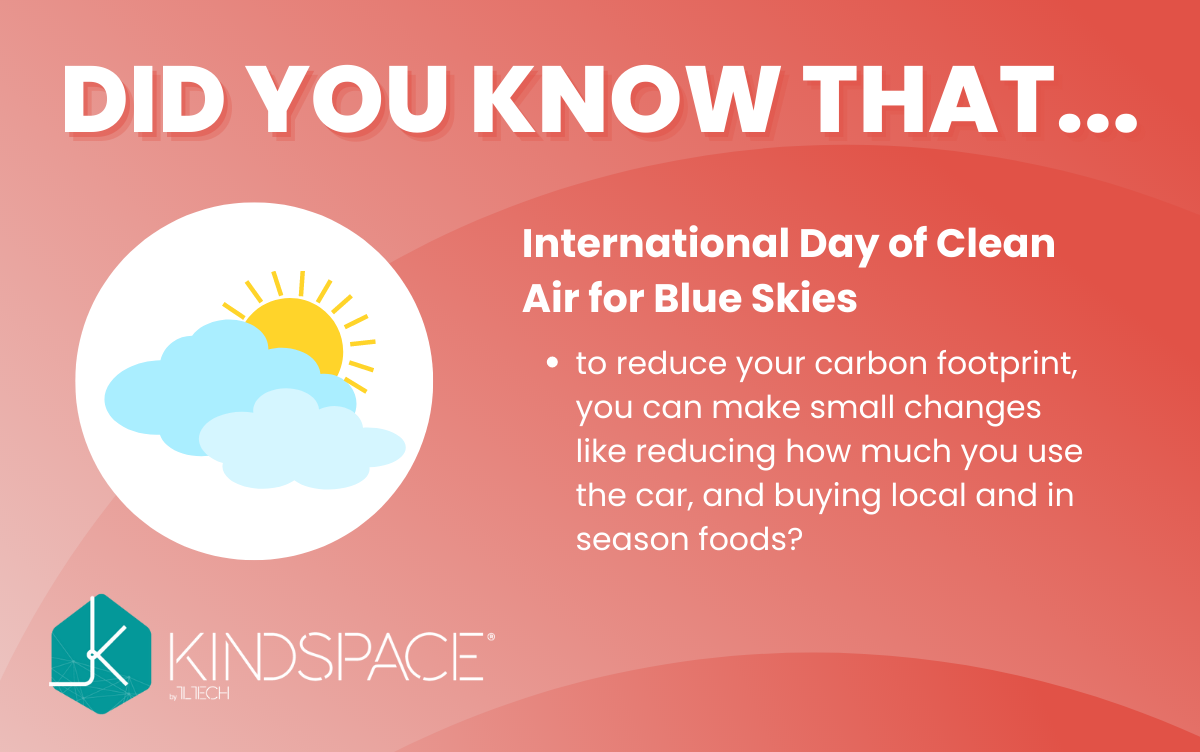 DID YOU KNOW THAT...
International Day of Clean
Air for Blue Skies
• to reduce your carbon footprint,
you can make small changes
like reducing how much you use
the car, and buying local and in
season foods?
KINDSPACE®
by TLTECH